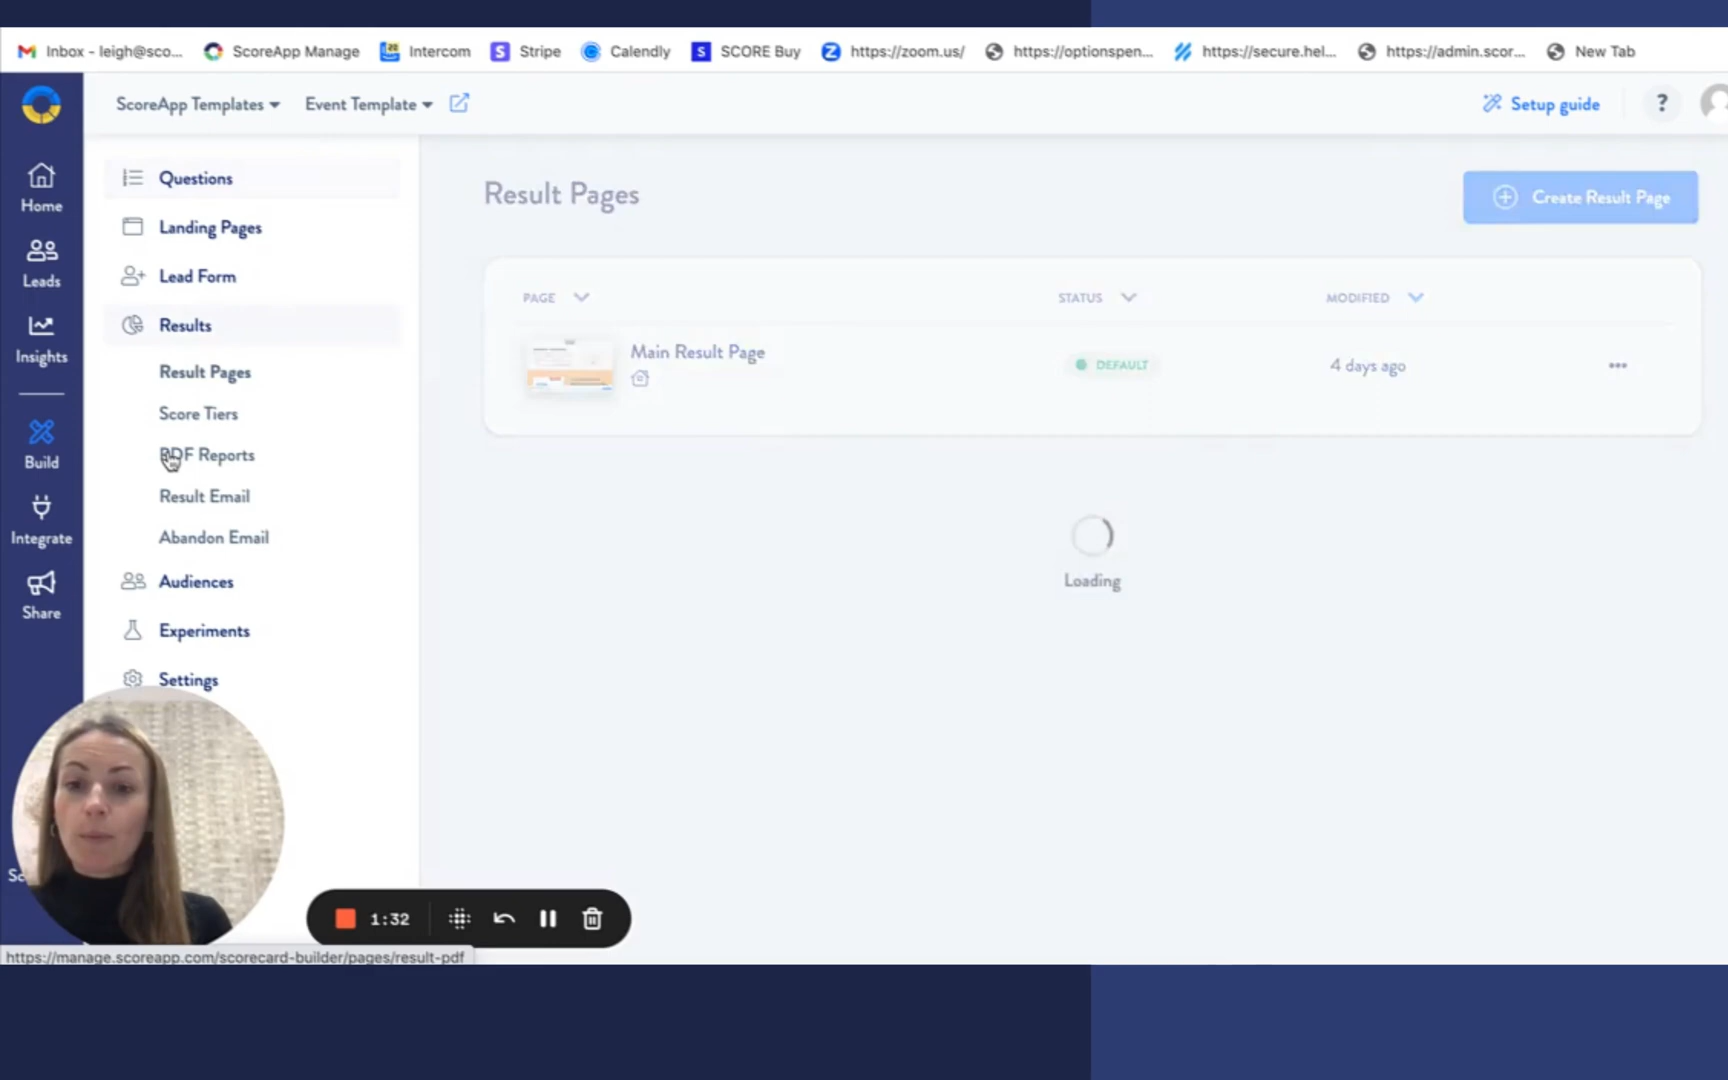 Inbox - leigh@sco... ScoreApp Manage Intercom Stripe Calendly SCORE Buy https://zoom.us/ https://optionspen... https://secure.hel... https://admin.scor... New Tab
ScoreApp Templates Event Template Setup guide ?
Home
Leads
Insights
Build
Integrate
Share
Questions
Landing Pages
Lead Form
Results
Result Pages
Score Tiers
PDF Reports
Result Email
Abandon Email
Audiences
Experiments
Settings
Result Pages
Create Result Page
PAGE STATUS MODIFIED
Main Result Page DEFAULT 4 days ago
Loading
Sc
1:32
https://manage.scoreapp.com/scorecard-builder/pages/result-pdf